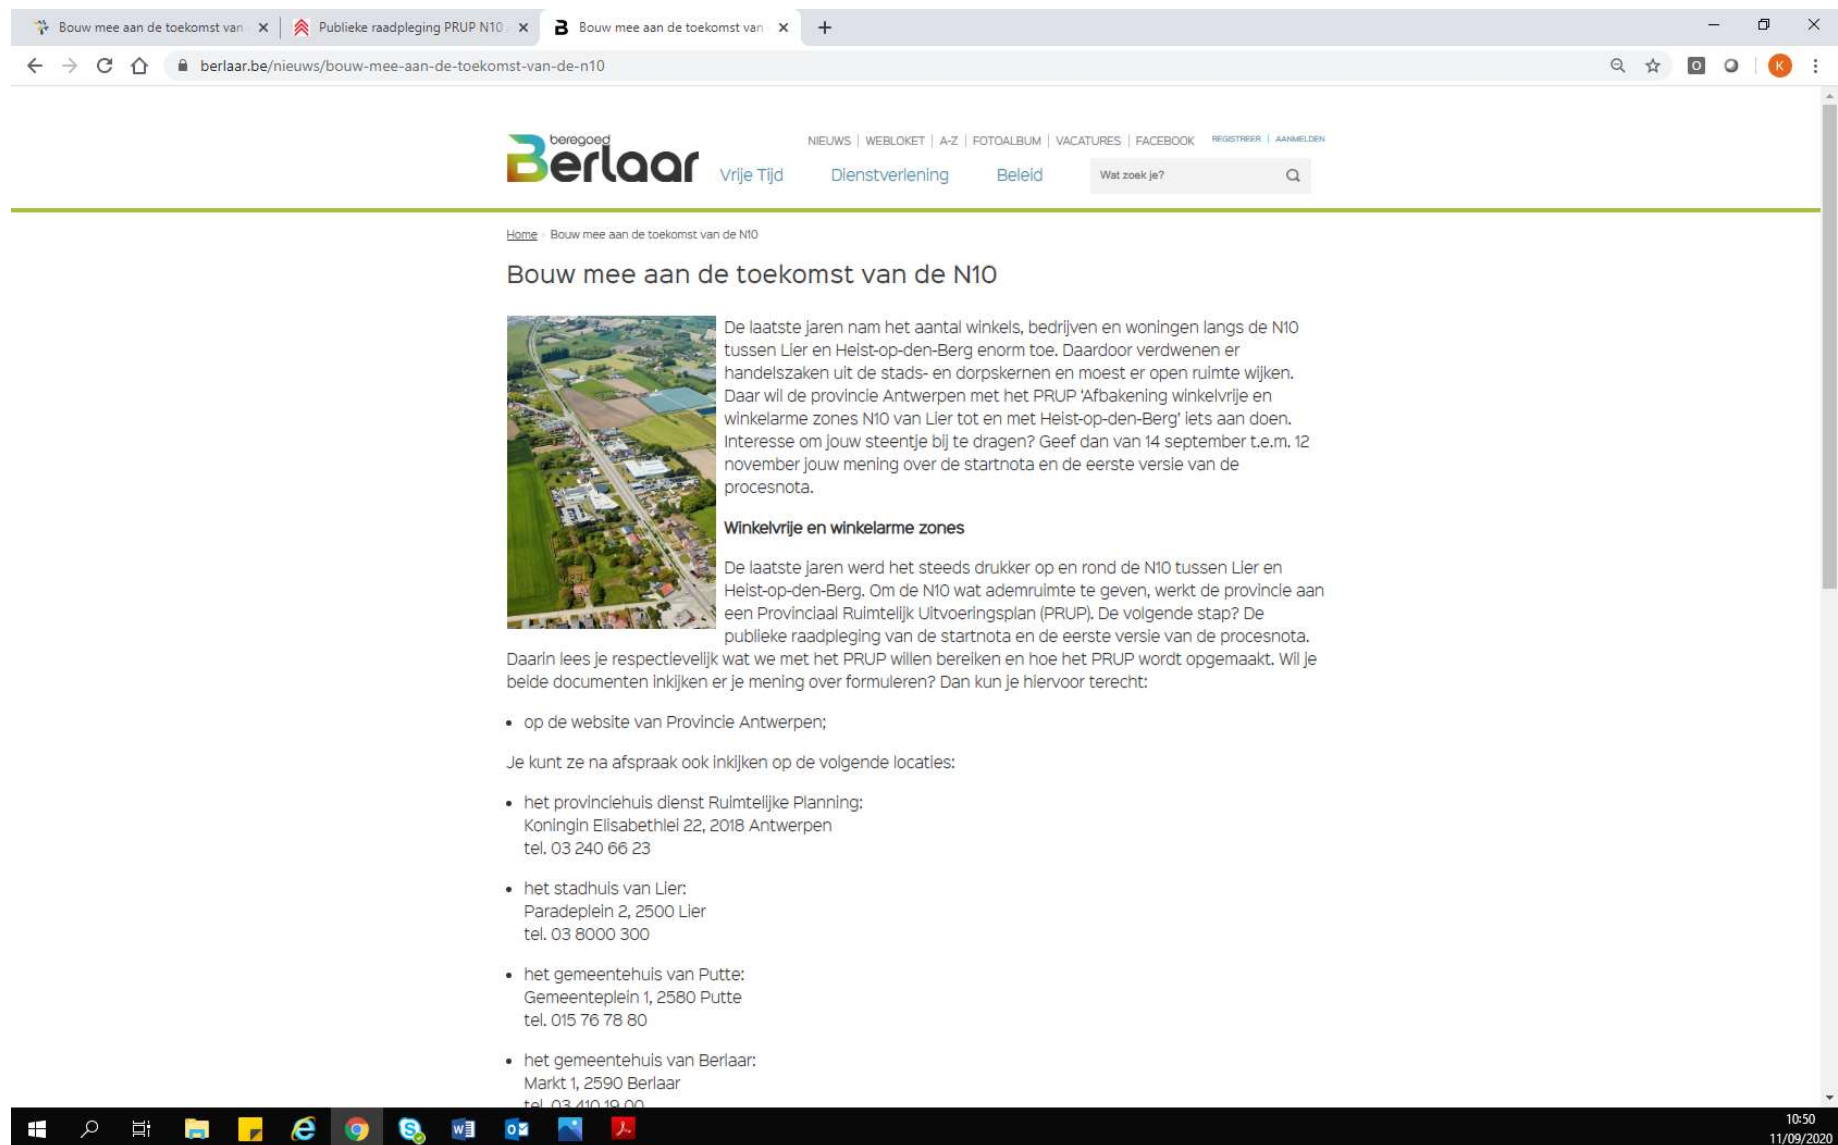 Bouw mee aan de toekomst van
Publieke raadpleging PRUP N10
Bouw mee aan de toekomst van
berlaar.be/nieuws/bouw-mee-aan-de-toekomst-van-de-n10
K
beregoed
Berlaar
NIEUWS | WEBLOKET | A-Z | FOTOALBUM | VACATURES | FACEBOOK REGISTREER | AANMELDEN
Vrije Tijd Dienstverlening Beleid Wat zoek je?
Home Bouw mee aan de toekomst van de N10
Bouw mee aan de toekomst van de N10
De laatste jaren nam het aantal winkels, bedrijven en woningen langs de N10
tussen Lier en Heist-op-den-Berg enorm toe. Daardoor verdwenen er
handelszaken uit de stads- en dorpskernen en moest er open ruimte wijken.
Daar wil de provincie Antwerpen met het PRUP ‘Afbakening winkelvrije en
winkelarme zones N10 van Lier tot en met Heist-op-den-Berg’ iets aan doen.
Interesse om jouw steentje bij te dragen? Geef dan van 14 september t.e.m. 12
november jouw mening over de startnota en de eerste versie van de
procesnota.
Winkelvrije en winkelarme zones
De laatste jaren werd het steeds drukker op en rond de N10 tussen Lier en
Heist-op-den-Berg. Om de N10 wat ademruimte te geven, werkt de provincie aan
een Provinciaal Ruimtelijk Uitvoeringsplan (PRUP). De volgende stap? De
publieke raadpleging van de startnota en de eerste versie van de procesnota.
Daarin lees je respectievelijk wat we met het PRUP willen bereiken en hoe het PRUP wordt opgemaakt. Wil je
beide documenten inkijken er je mening over formuleren? Dan kun je hiervoor terecht:
• op de website van Provincie Antwerpen;
Je kunt ze na afspraak ook inkijken op de volgende locaties:
• het provinciehuis dienst Ruimtelijke Planning:
Koningin Elisabethlei 22, 2018 Antwerpen
tel. 03 240 66 23
• het stadhuis van Lier:
Paradeplein 2, 2500 Lier
tel. 03 8000 300
• het gemeentehuis van Putte:
Gemeenteplein 1, 2580 Putte
tel. 015 76 78 80
• het gemeentehuis van Berlaar:
Markt 1, 2590 Berlaar
tel. 03 410 19 00
10:50
11/09/2020